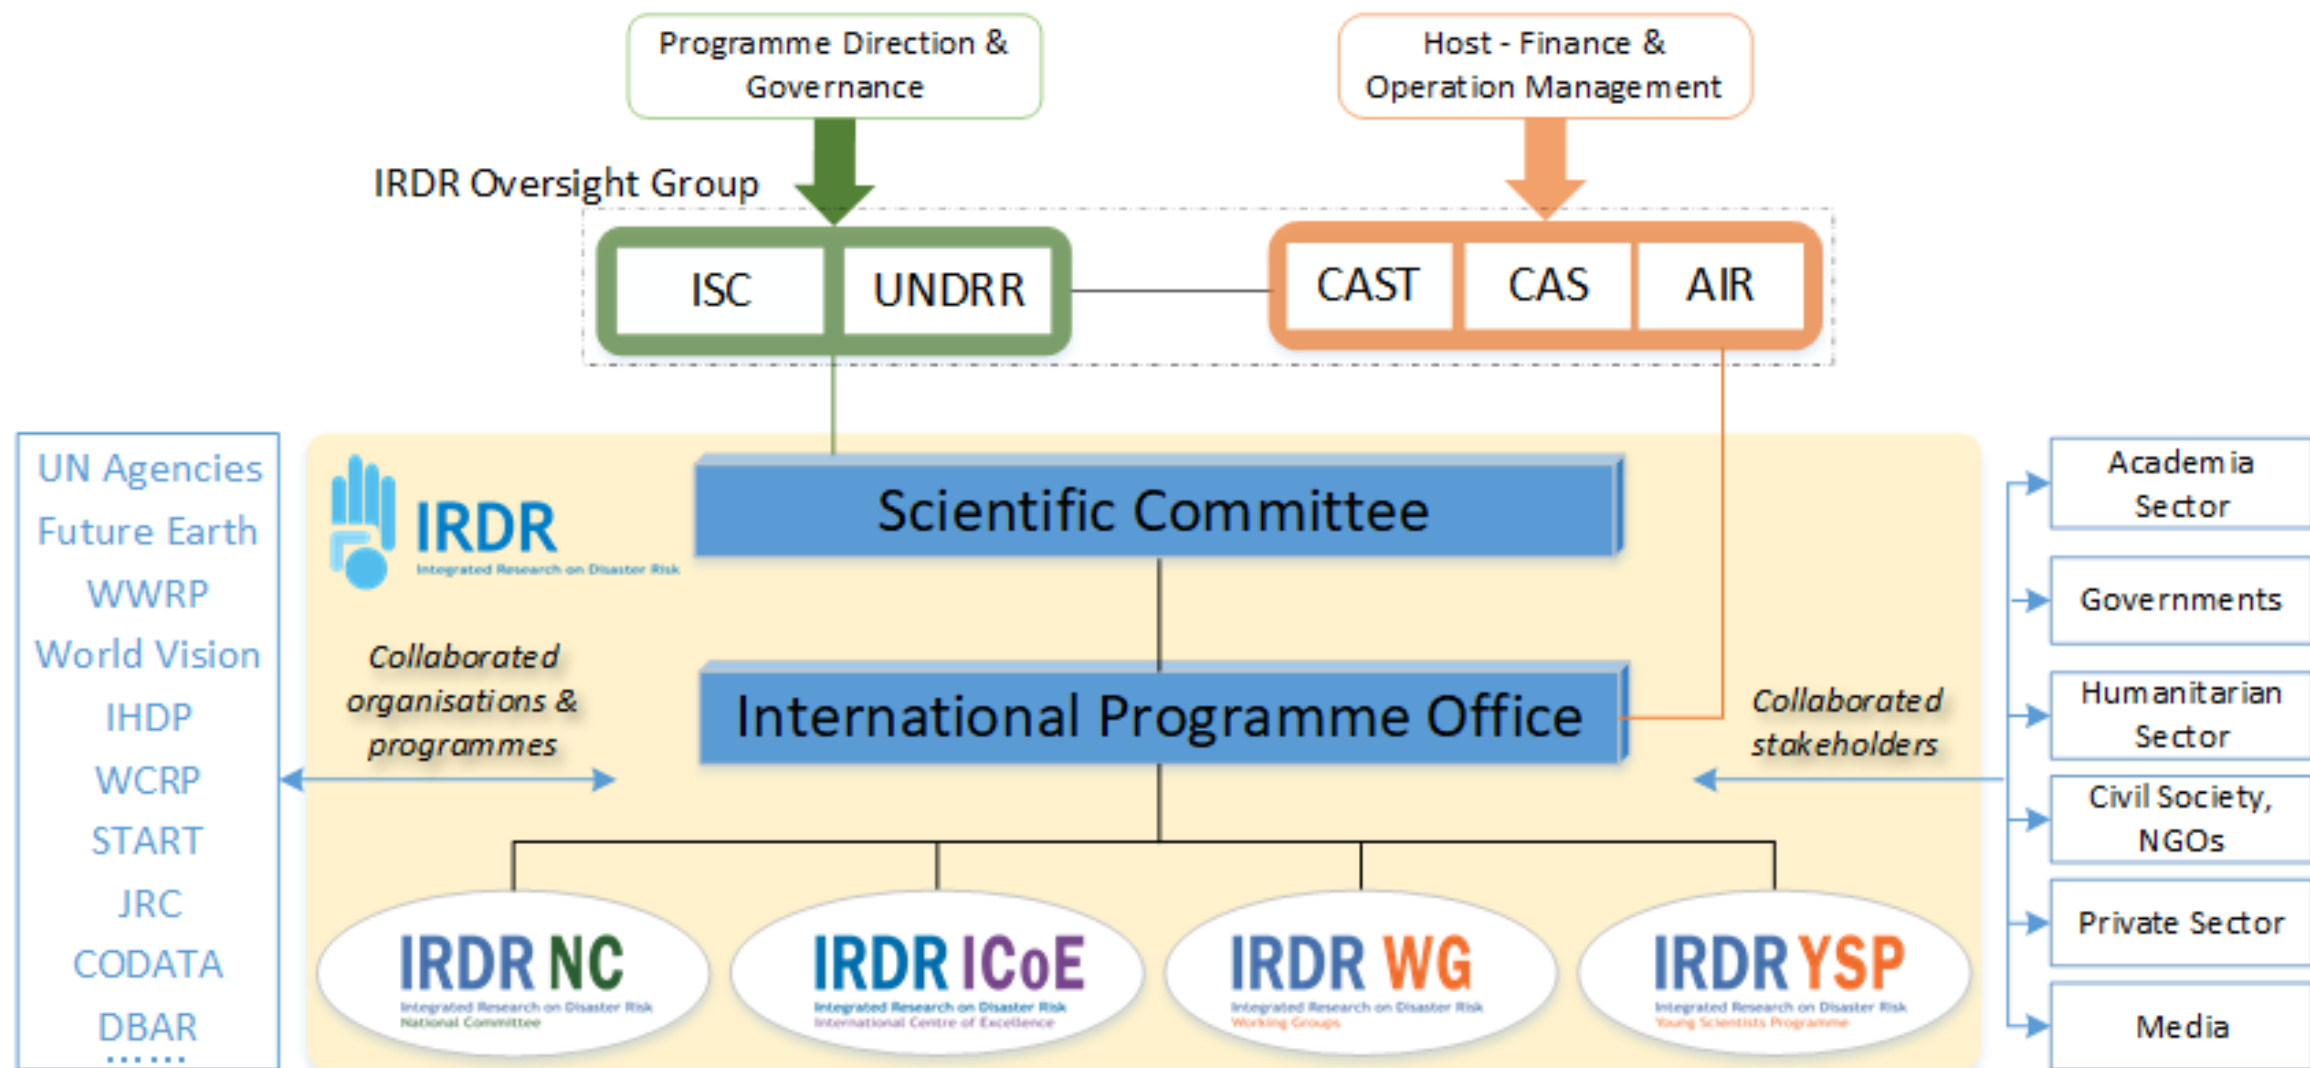 Programme Direction &
Governance
Host - Finance &
Operation Management
IRDR Oversight Group
ISC
UNDRR
CAST
CAS
AIR
UN Agencies
Future Earth
WWRP
World Vision
IHDP
WCRP
START
JRC
CODATA
DBAR
......
IRDR
Integrated Research on Disaster Risk
Scientific Committee
International Programme Office
Collaborated
organisations &
programmes
Collaborated
stakeholders
IRDR NC
Integrated Research on Disaster Risk
National Committee
IRDR ICoE
Integrated Research on Disaster Risk
International Centre of Excellence
IRDR WG
Integrated Research on Disaster Risk
Working Groups
IRDR YSP
Integrated Research on Disaster Risk
Young Scientists Programme
Academia
Sector
Governments
Humanitarian
Sector
Civil Society,
NGOs
Private Sector
Media